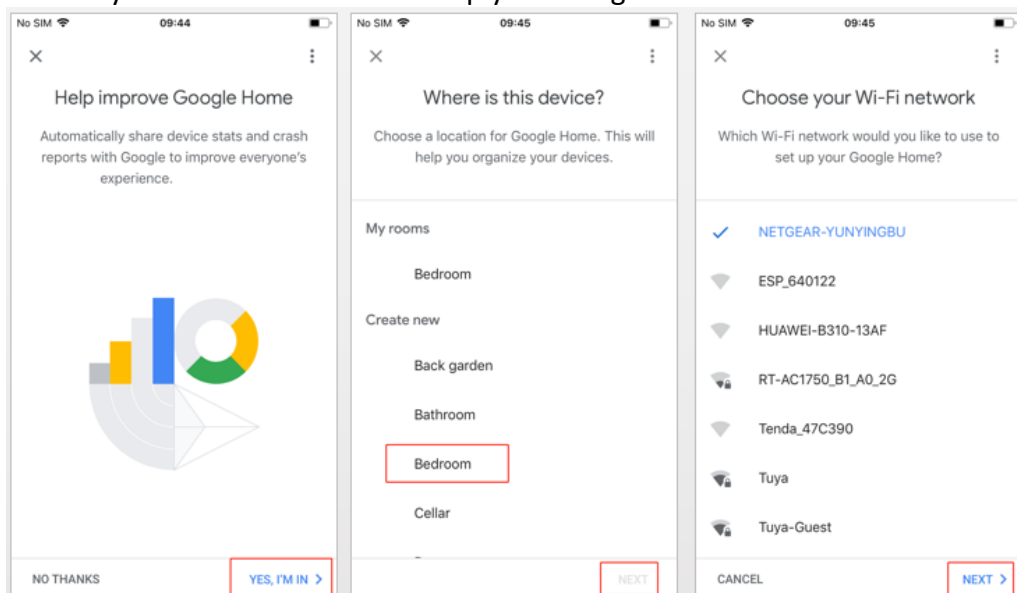 No SIM 09:44
Help improve Google Home
Automatically share device stats and crash
reports with Google to improve everyone's
experience.
NO THANKS
YES, I'M IN >
No SIM 09:45
Where is this device?
Choose a location for Google Home. This will
help you organize your devices.
My rooms
Bedroom
Create new
Back garden
Bathroom
Bedroom
Cellar
NEXT
No SIM 09:45
Choose your Wi-Fi network
Which Wi-Fi network would you like to use to
set up your Google Home?
NETGEAR-YUNYINGBU
ESP_640122
HUAWEI-B310-13AF
RT-AC1750_B1_A0_2G
Tenda_47C390
Tuya
Tuya-Guest
CANCEL
NEXT >